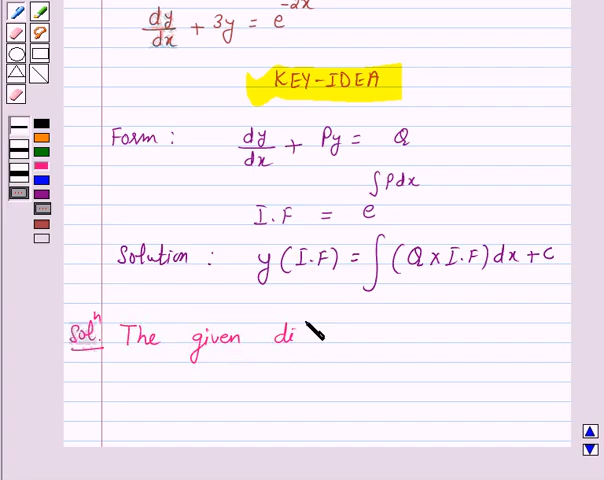 dy/dx + 3y = e^-2x
KEY-IDEA
Form : dy/dx + Py = Q
I.F = e^∫Pdx
Solution : y (I.F) = ∫(Q x I.F) dx + C
Solⁿ. The given di